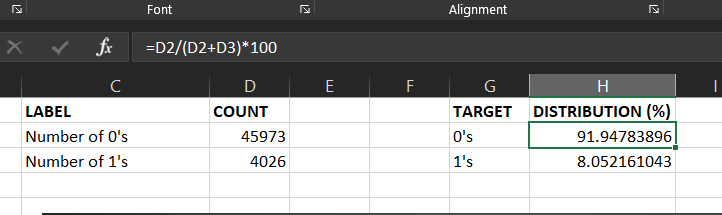 Font Alignment
fx =D2/(D2+D3)*100
C D E F G H I
LABEL COUNT TARGET DISTRIBUTION (%)
Number of 0's 45973 0's 91.94783896
Number of 1's 4026 1's 8.052161043